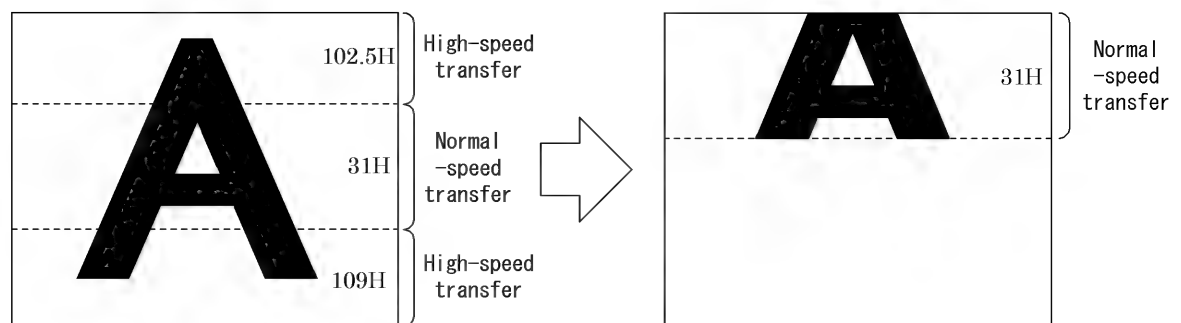 102.5H
High-speed
transfer
A
31H
Normal
-speed
transfer
109H
High-speed
transfer
A
31H
Normal
-speed
transfer